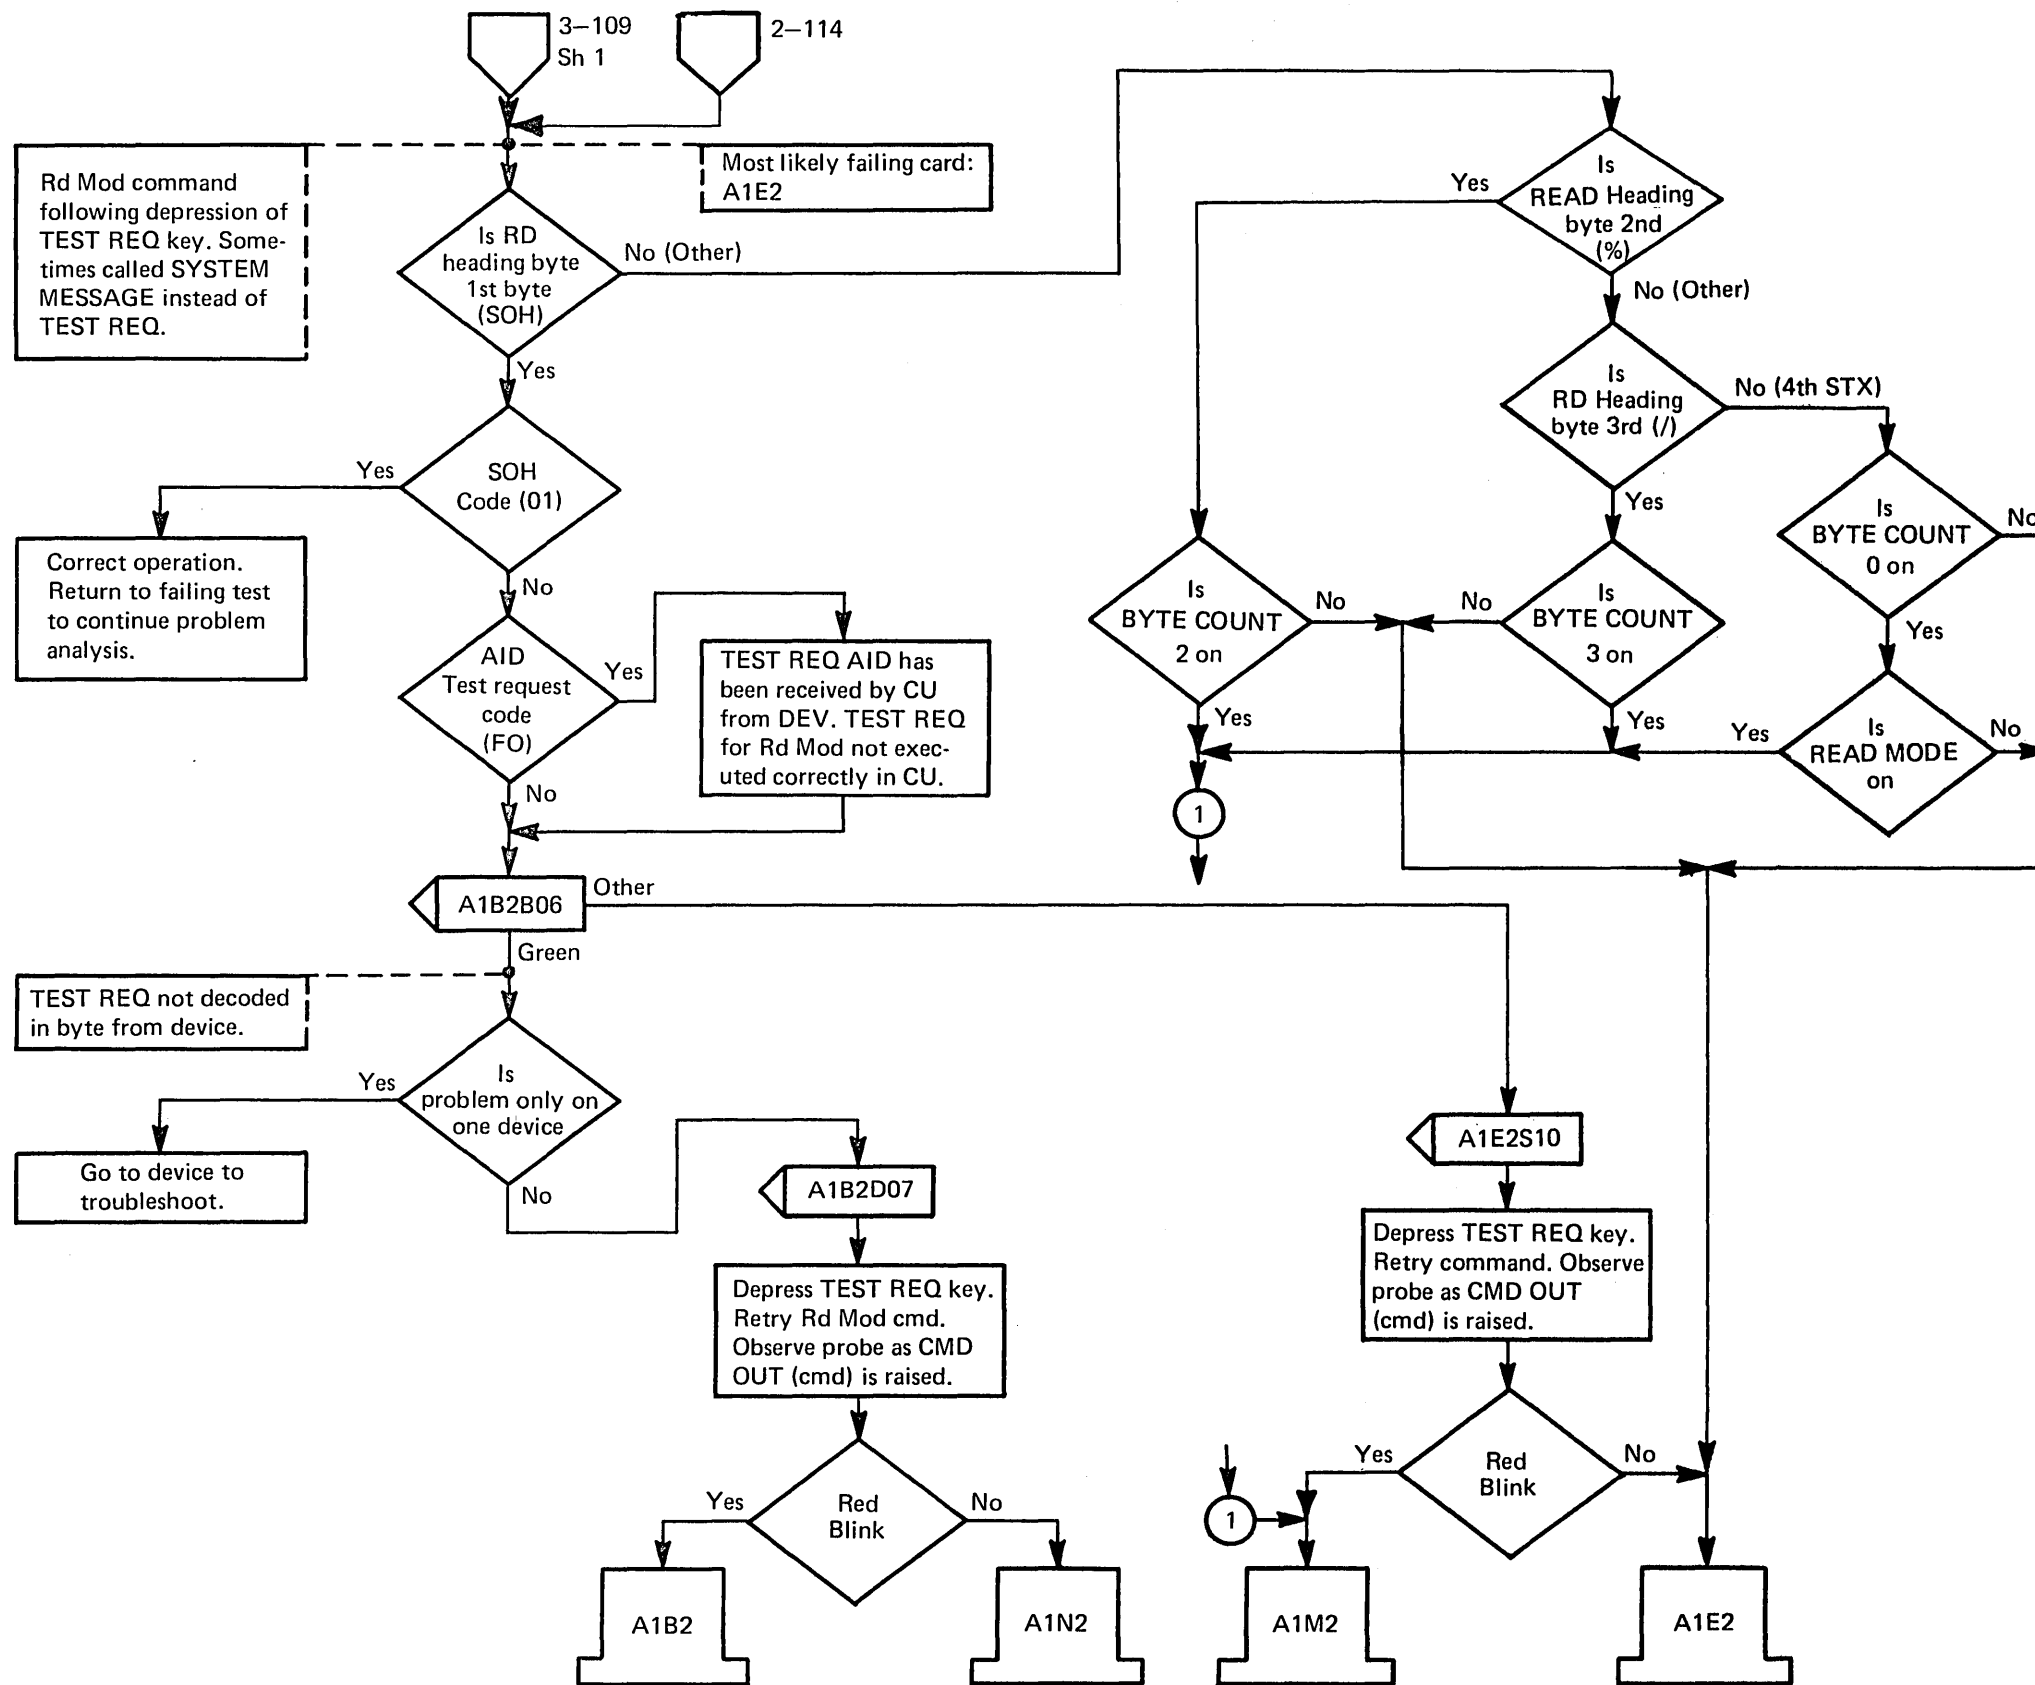 3–109
Sh 1
2–114
Rd Mod command
following depression of
TEST REQ key. Some-
times called SYSTEM
MESSAGE instead of
TEST REQ.
Most likely failing card:
A1E2
Is RD
heading byte
1st byte
(SOH)
No (Other)
Yes
SOH
Code (01)
Yes
Correct operation.
Return to failing test
to continue problem
analysis.
No
AID
Test request
code
(FO)
Yes
TEST REQ AID has
been received by CU
from DEV. TEST REQ
for Rd Mod not exec-
uted correctly in CU.
No
A1B2B06
Other
Green
TEST REQ not decoded
in byte from device.
Is
problem only on
one device
Yes
Go to device to
troubleshoot.
No
A1B2D07
Depress TEST REQ key.
Retry Rd Mod cmd.
Observe probe as CMD
OUT (cmd) is raised.
Red
Blink
Yes
No
A1B2
A1N2
Is
READ Heading
byte 2nd
(%)
Yes
No (Other)
Is
RD Heading
byte 3rd (/)
No (4th STX)
Yes
Is
BYTE COUNT
0 on
No
Yes
Is
BYTE COUNT
2 on
No
Yes
Is
BYTE COUNT
3 on
No
Yes
Is
READ MODE
on
Yes
No
1
A1E2S10
Depress TEST REQ key.
Retry command. Observe
probe as CMD OUT
(cmd) is raised.
Red
Blink
Yes
No
1
A1M2
A1E2